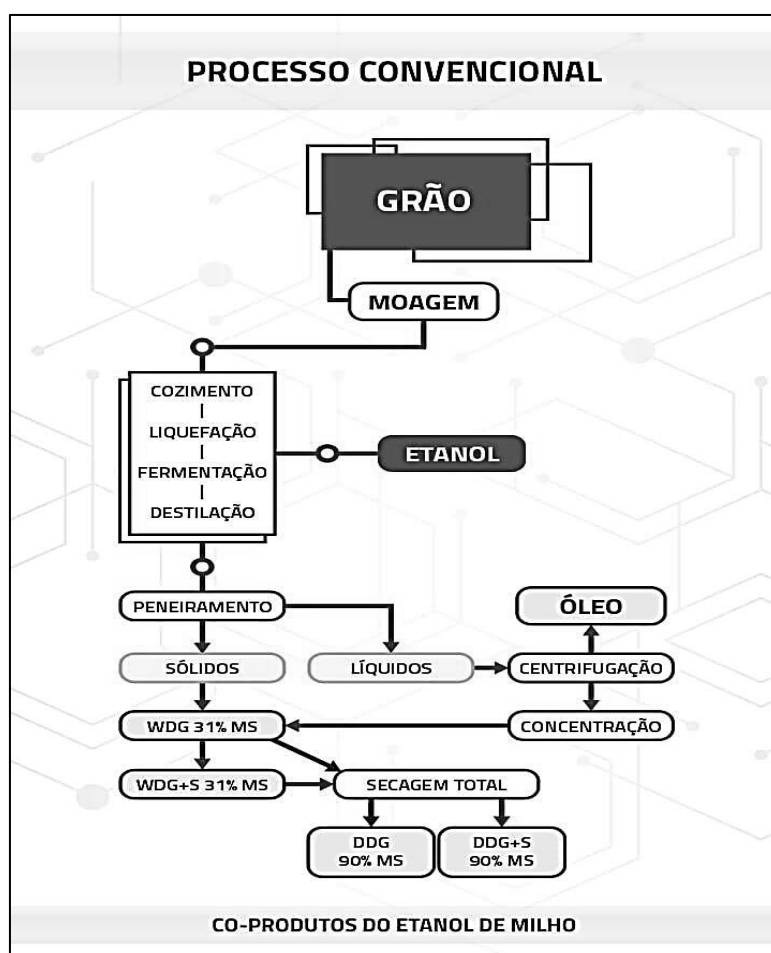 PROCESSO CONVENCIONAL
GRÃO
MOAGEM
COZIMENTO
LIQUEFAÇÃO
FERMENTAÇÃO
DESTILAÇÃO
ETANOL
PENEIRAMENTO
ÓLEO
SÓLIDOS
LÍQUIDOS
CENTRIFUGAÇÃO
WDG 31% MS
CONCENTRAÇÃO
WDG+S 31% MS
SECAGEM TOTAL
DDG
90% MS
DDG+S
90% MS
CO-PRODUTOS DO ETANOL DE MILHO